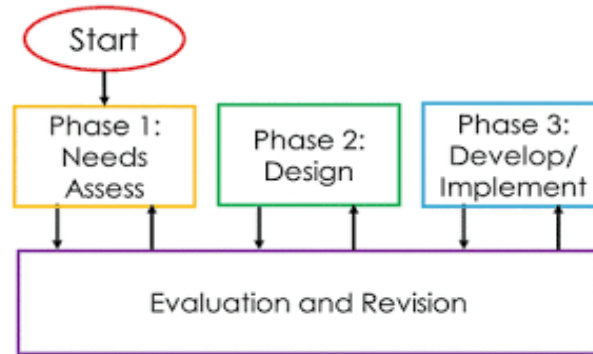 Start
Phase 1:
Needs
Assess
Phase 2:
Design
Phase 3:
Develop/
Implement
Evaluation and Revision